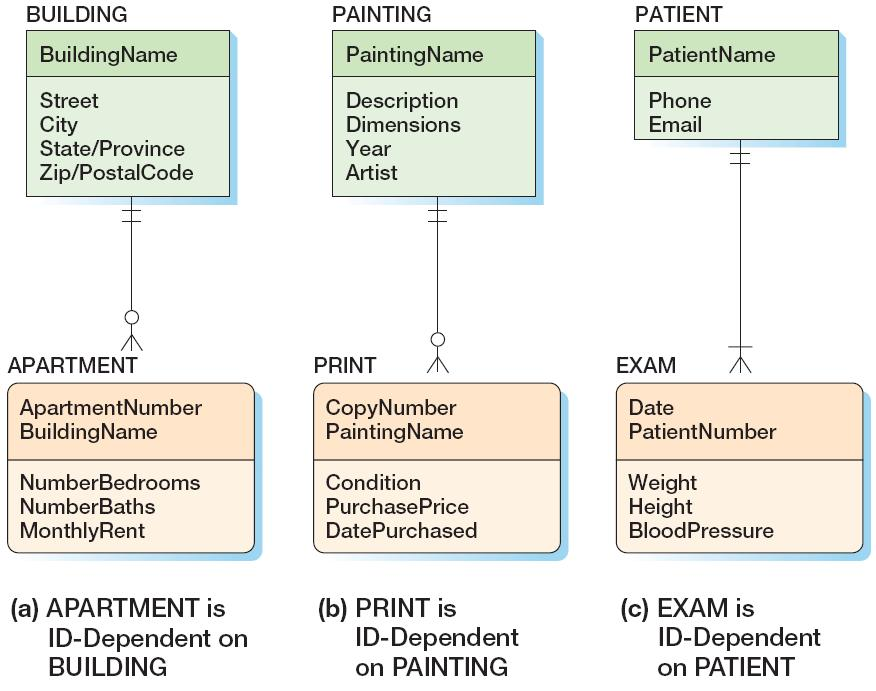 BUILDING
BuildingName
Street
City
State/Province
Zip/PostalCode
APARTMENT
ApartmentNumber
BuildingName
NumberBedrooms
NumberBaths
MonthlyRent
(a) APARTMENT is
ID-Dependent on
BUILDING
PAINTING
PaintingName
Description
Dimensions
Year
Artist
PRINT
CopyNumber
PaintingName
Condition
PurchasePrice
DatePurchased
(b) PRINT is
ID-Dependent
on PAINTING
PATIENT
PatientName
Phone
Email
EXAM
Date
PatientNumber
Weight
Height
BloodPressure
(c) EXAM is
ID-Dependent
on PATIENT